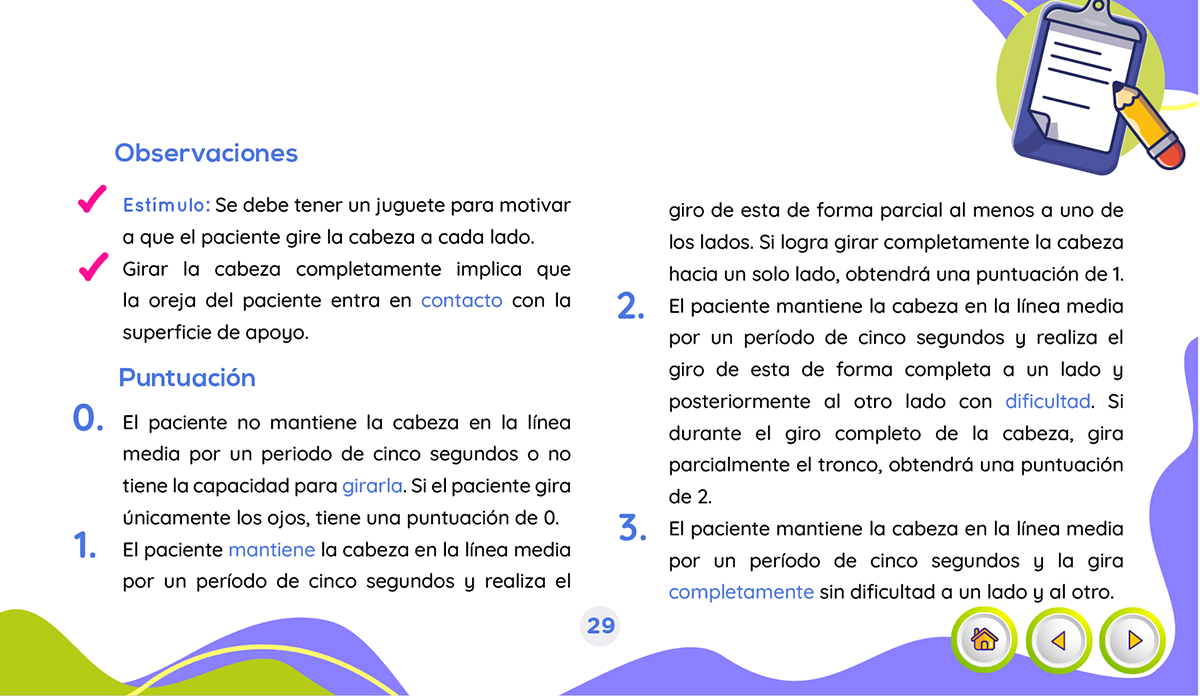 Observaciones
Estímulo: Se debe tener un juguete para motivar
a que el paciente gire la cabeza a cada lado.
Girar la cabeza completamente implica que
la oreja del paciente entra en contacto con la
superficie de apoyo.
Puntuación
0. El paciente no mantiene la cabeza en la línea
media por un periodo de cinco segundos o no
tiene la capacidad para girarla. Si el paciente gira
únicamente los ojos, tiene una puntuación de 0.
1. El paciente mantiene la cabeza en la línea media
por un período de cinco segundos y realiza el
giro de esta de forma parcial al menos a uno de
los lados. Si logra girar completamente la cabeza
hacia un solo lado, obtendrá una puntuación de 1.
2. El paciente mantiene la cabeza en la línea media
por un período de cinco segundos y realiza el
giro de esta de forma completa a un lado y
posteriormente al otro lado con dificultad. Si
durante el giro completo de la cabeza, gira
parcialmente el tronco, obtendrá una puntuación
de 2.
3. El paciente mantiene la cabeza en la línea media
por un período de cinco segundos y la gira
completamente sin dificultad a un lado y al otro.
29